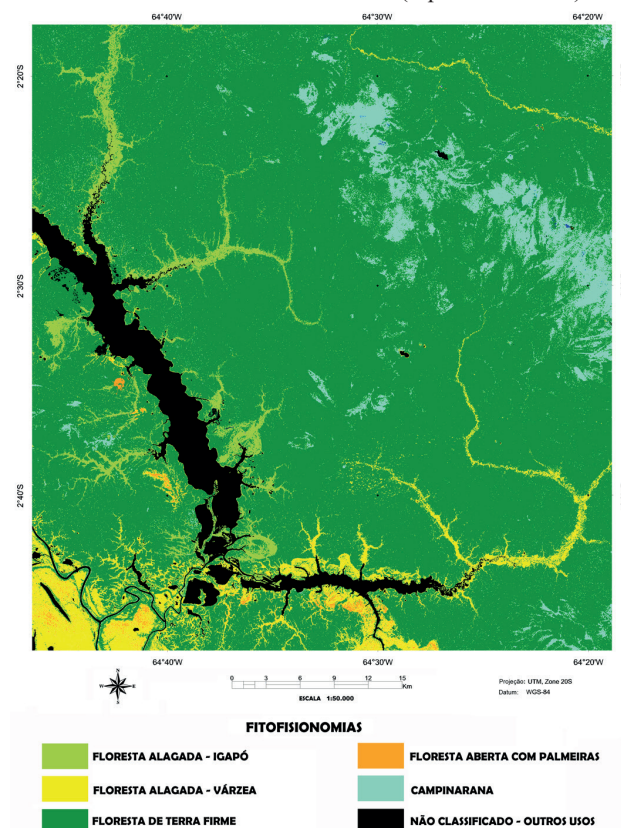 64°40'W 64°30'W 64°20'W
2°20'S
2°30'S
2°40'S
64°40'W 64°30'W 64°20'W
N
W E
S
0 3 6 9 12 15
Km
ESCALA 1:50.000
Projeção: UTM, Zone 20S
Datum: WGS-84
FITOFISIONOMIAS
FLORESTA ALAGADA - IGAPÓ
FLORESTA ALAGADA - VÁRZEA
FLORESTA DE TERRA FIRME
FLORESTA ABERTA COM PALMEIRAS
CAMPINARANA
NÃO CLASSIFICADO - OUTROS USOS